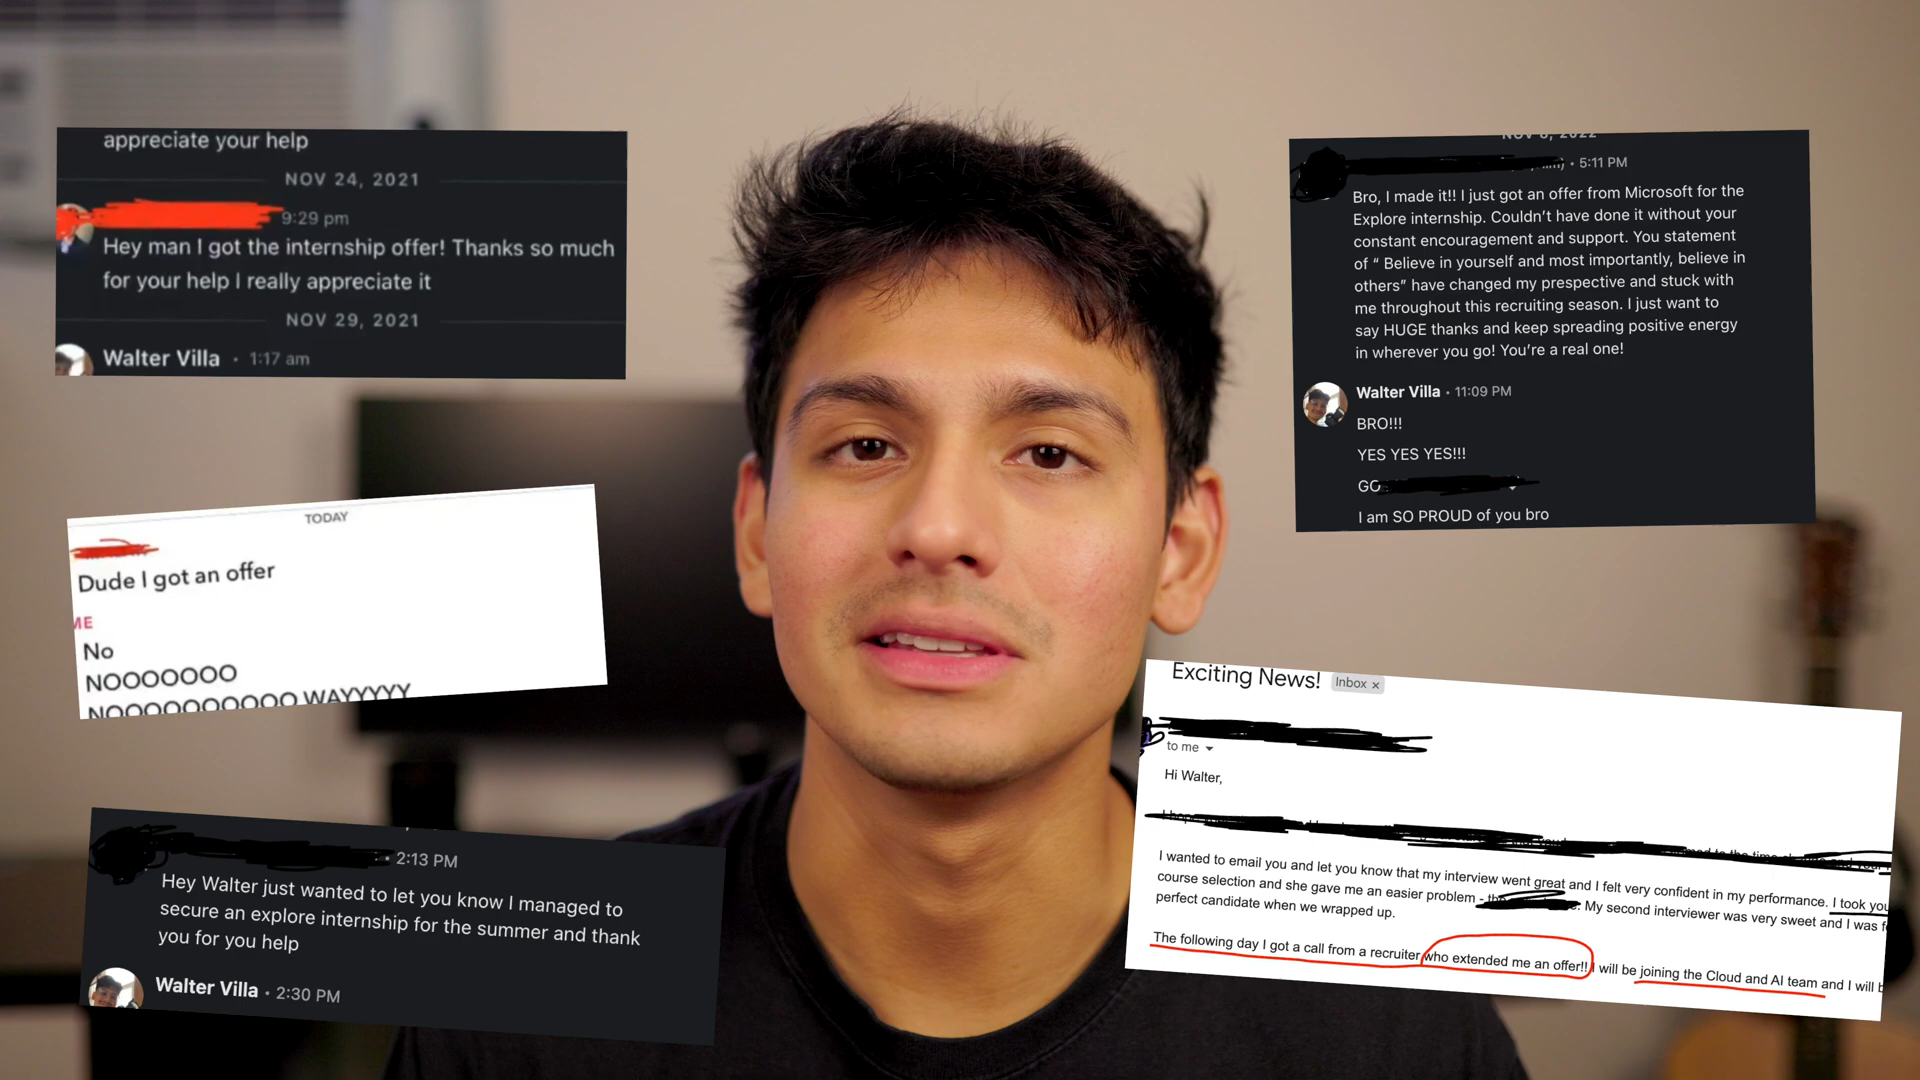 appreciate your help
NOV 24, 2021
9:29 pm
Hey man I got the internship offer! Thanks so much
for your help I really appreciate it
NOV 29, 2021
Walter Villa • 1:17 am
TODAY
Dude I got an offer
ME
No
NOOOOOOO
NOOOOOOOOOOO WAYYYYY
• 2:13 PM
Hey Walter just wanted to let you know I managed to
secure an explore internship for the summer and thank
you for you help
Walter Villa • 2:30 PM
2022
• 5:11 PM
Bro, I made it!! I just got an offer from Microsoft for the
Explore internship. Couldn't have done it without your
constant encouragement and support. You statement
of “ Believe in yourself and most importantly, believe in
others” have changed my prespective and stuck with
me throughout this recruiting season. I just want to
say HUGE thanks and keep spreading positive energy
in wherever you go! You're a real one!
Walter Villa • 11:09 PM
BRO!!!
YES YES YES!!!
GO
I am SO PROUD of you bro
Exciting News! Inbox ×
to me
Hi Walter,
I wanted to email you and let you know that my interview went great and I felt very confident in my performance. I took you
course selection and she gave me an easier problem - My second interviewer was very sweet and I was
perfect candidate when we wrapped up.
The following day I got a call from a recruiter who extended me an offer!! I will be joining the Cloud and AI team and I will